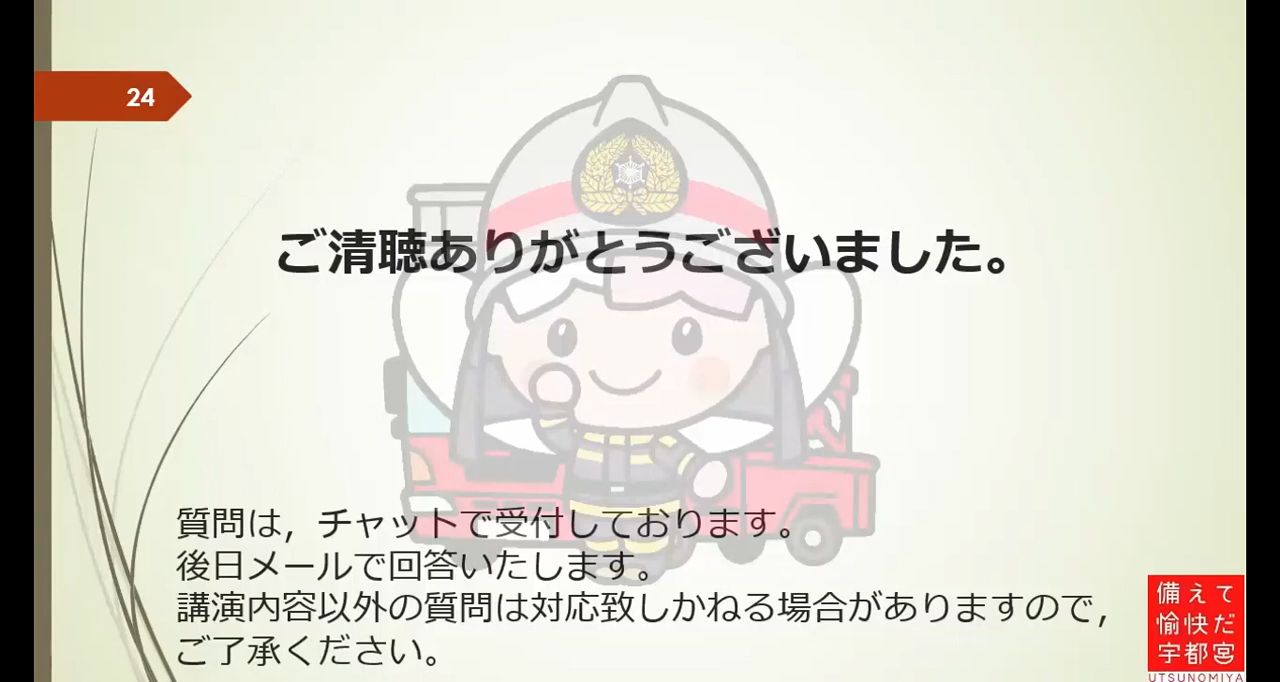 24
ご清聴ありがとうございました。
質問は，チャットで受付しております。
後日メールで回答いたします。
講演内容以外の質問は対応致しかねる場合がありますので，
ご了承ください。
備えて
愉快だ
宇都宮
UTSUNOMIYA